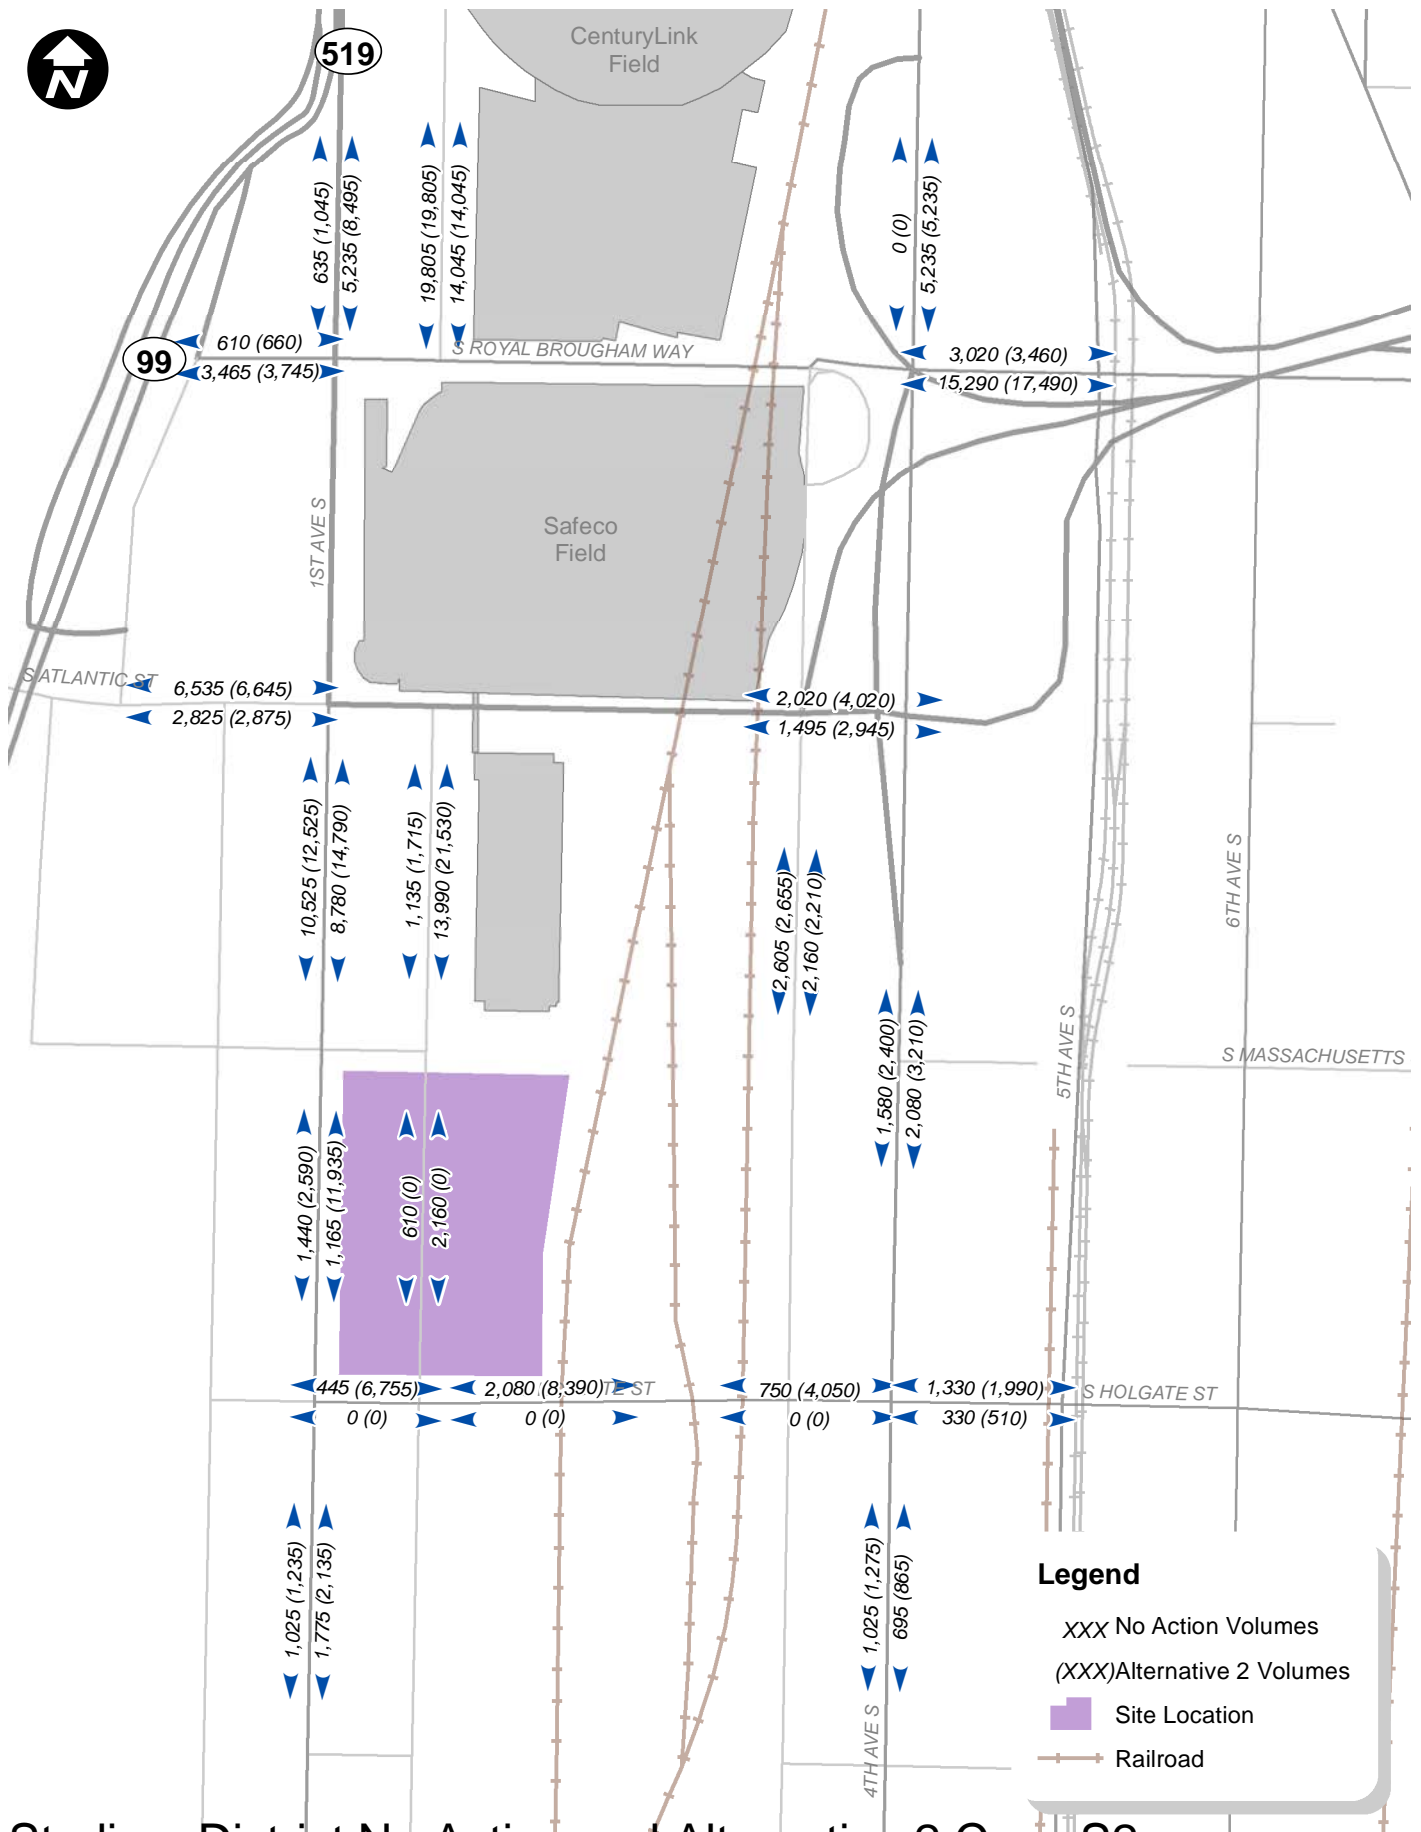 CenturyLink
Field
519
N
635 (1,045)
5,235 (8,495)
19,805 (19,805)
14,045 (14,045)
0 (0)
5,235 (5,235)
99
610 (660)
3,465 (3,745)
S ROYAL BROUGHAM WAY
3,020 (3,460)
15,290 (17,490)
1ST AVE S
Safeco
Field
S ATLANTIC ST
6,535 (6,645)
2,825 (2,875)
2,020 (4,020)
1,495 (2,945)
10,525 (12,525)
8,780 (14,790)
1,135 (1,715)
13,990 (21,530)
2,605 (2,655)
2,160 (2,210)
6TH AVE S
1,580 (2,400)
2,080 (3,210)
5TH AVE S
S MASSACHUSETTS
1,440 (2,590)
1,165 (11,935)
610 (0)
2,160 (0)
445 (6,755)
0 (0)
2,080 (8,390)
0 (0)
TE ST
750 (4,050)
0 (0)
1,330 (1,990)
330 (510)
S HOLGATE ST
1,025 (1,235)
1,775 (2,135)
1,025 (1,275)
695 (865)
4TH AVE S
Legend
XXX No Action Volumes
(XXX) Alternative 2 Volumes
Site Location
Railroad